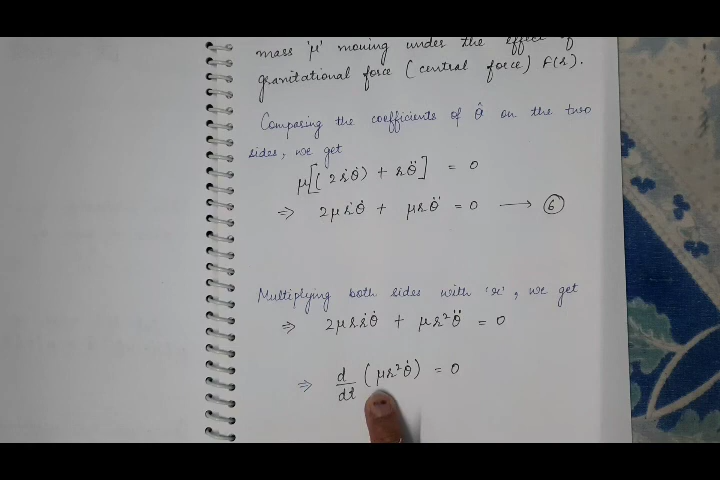 mass 'μ' moving under the effect of
gravitational force (central force) F(r).
Comparing the coefficients of θ̂ on the two
sides, we get
μ[(2ṙθ̇) + rθ̈] = 0
⇒ 2μṙθ̇ + μrθ̈ = 0 ⟶ ⑥
Multiplying both sides with 'r', we get
⇒ 2μrṙθ̇ + μr²θ̈ = 0
⇒ d/dt (μr²θ̇) = 0